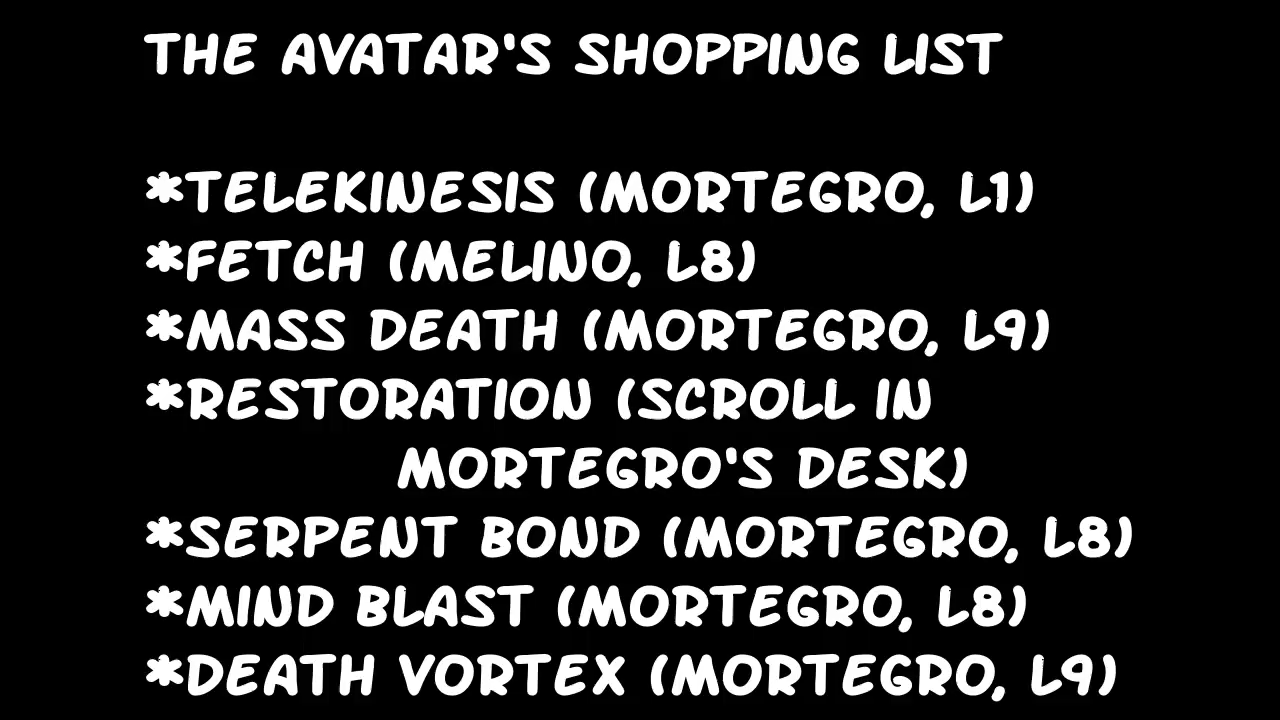 THE AVATAR'S SHOPPING LIST
*TELEKINESIS (MORTEGRO, L1)
*FETCH (MELINO, L8)
*MASS DEATH (MORTEGRO, L9)
*RESTORATION (SCROLL IN
MORTEGRO'S DESK)
*SERPENT BOND (MORTEGRO, L8)
*MIND BLAST (MORTEGRO, L8)
*DEATH VORTEX (MORTEGRO, L9)